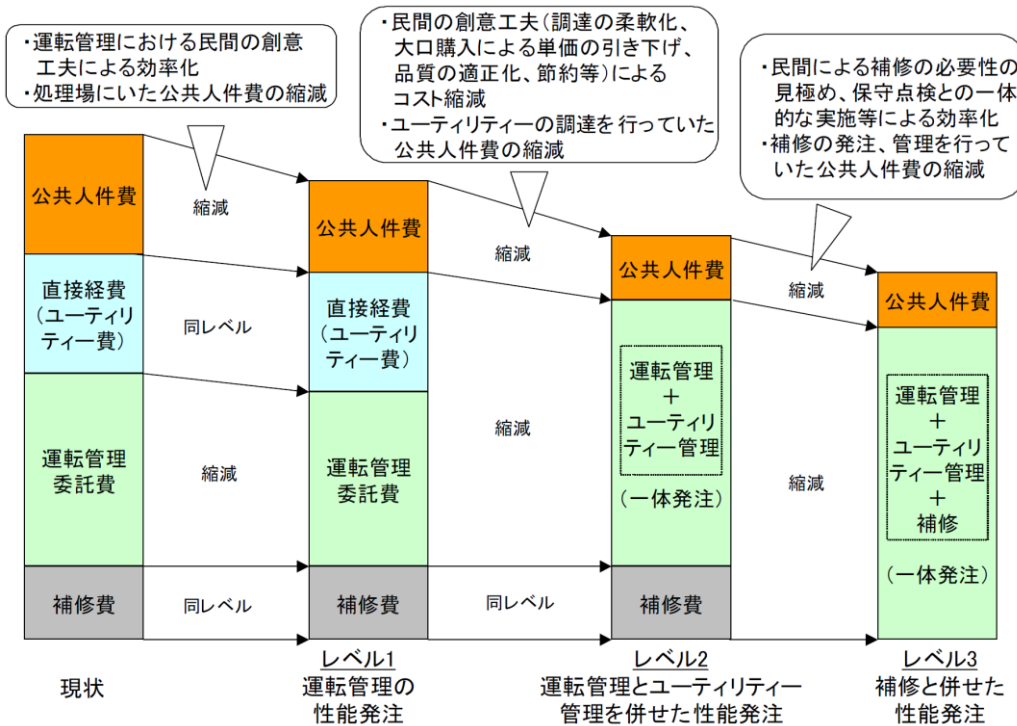 ・運転管理における民間の創意
工夫による効率化
・処理場にいた公共人件費の縮減
・民間の創意工夫（調達の柔軟化、
大口購入による単価の引き下げ、
品質の適正化、節約等）による
コスト縮減
・ユーティリティーの調達を行っていた
公共人件費の縮減
・民間による補修の必要性の
見極め、保守点検との一体
的な実施等による効率化
・補修の発注、管理を行って
いた公共人件費の縮減
公共人件費
直接経費
（ユーティリ
ティー費）
運転管理
委託費
補修費
現状
縮減
同レベル
縮減
同レベル
公共人件費
直接経費
（ユーティリ
ティー費）
運転管理
委託費
補修費
レベル1
運転管理の
性能発注
縮減
縮減
同レベル
公共人件費
運転管理
＋
ユーティリ
ティー管理
（一体発注）
補修費
レベル2
運転管理とユーティリティー
管理を併せた性能発注
縮減
縮減
公共人件費
運転管理
＋
ユーティリ
ティー管理
＋
補修
（一体発注）
レベル3
補修と併せた
性能発注